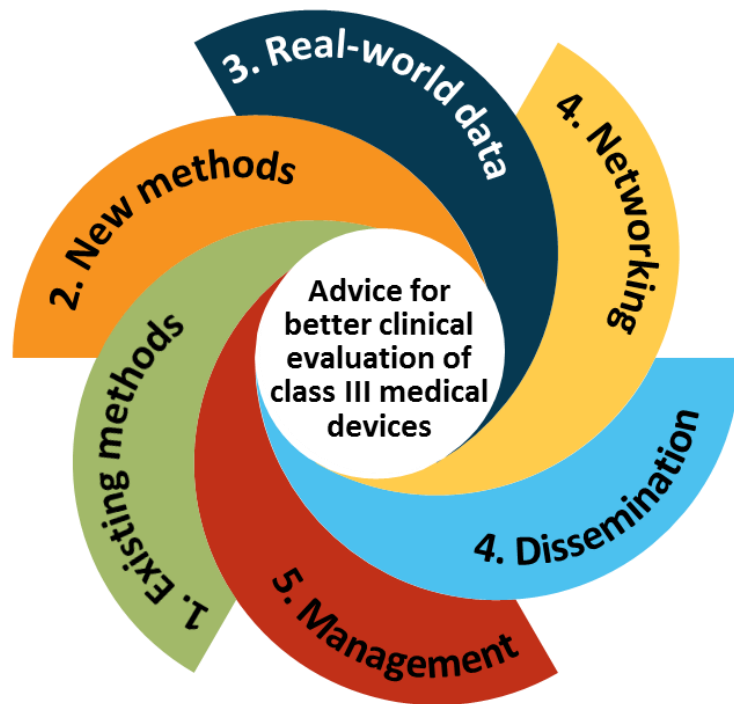 Advice for
better clinical
evaluation of
class III medical
devices
1. Existing methods
2. New methods
3. Real-world data
4. Networking
4. Dissemination
5. Management